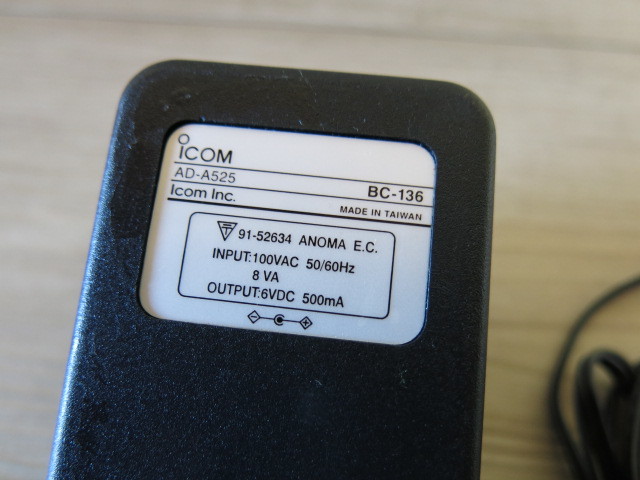 ICOM
AD-A525
BC-136
Icom Inc.
MADE IN TAIWAN
T 91-52634 ANOMA E.C.
INPUT:100VAC 50/60Hz
8 VA
OUTPUT:6VDC 500mA